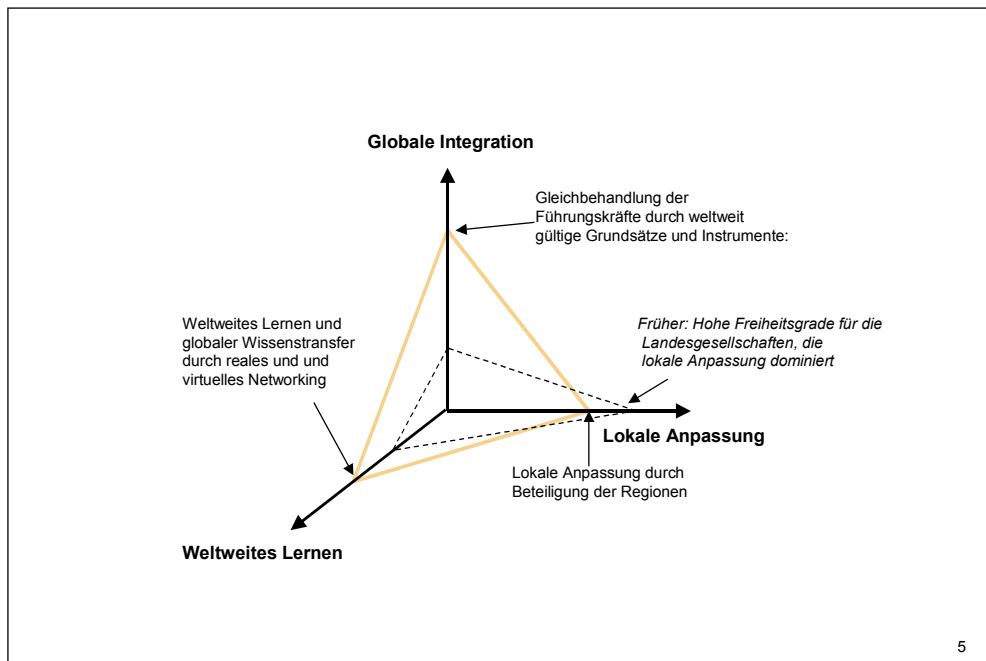 Globale Integration
Gleichbehandlung der
Führungskräfte durch weltweit
gültige Grundsätze und Instrumente:
Weltweites Lernen und
globaler Wissenstransfer
durch reales und und
virtuelles Networking
Früher: Hohe Freiheitsgrade für die
Landesgesellschaften, die
lokale Anpassung dominiert
Lokale Anpassung
Lokale Anpassung durch
Beteiligung der Regionen
Weltweites Lernen
5